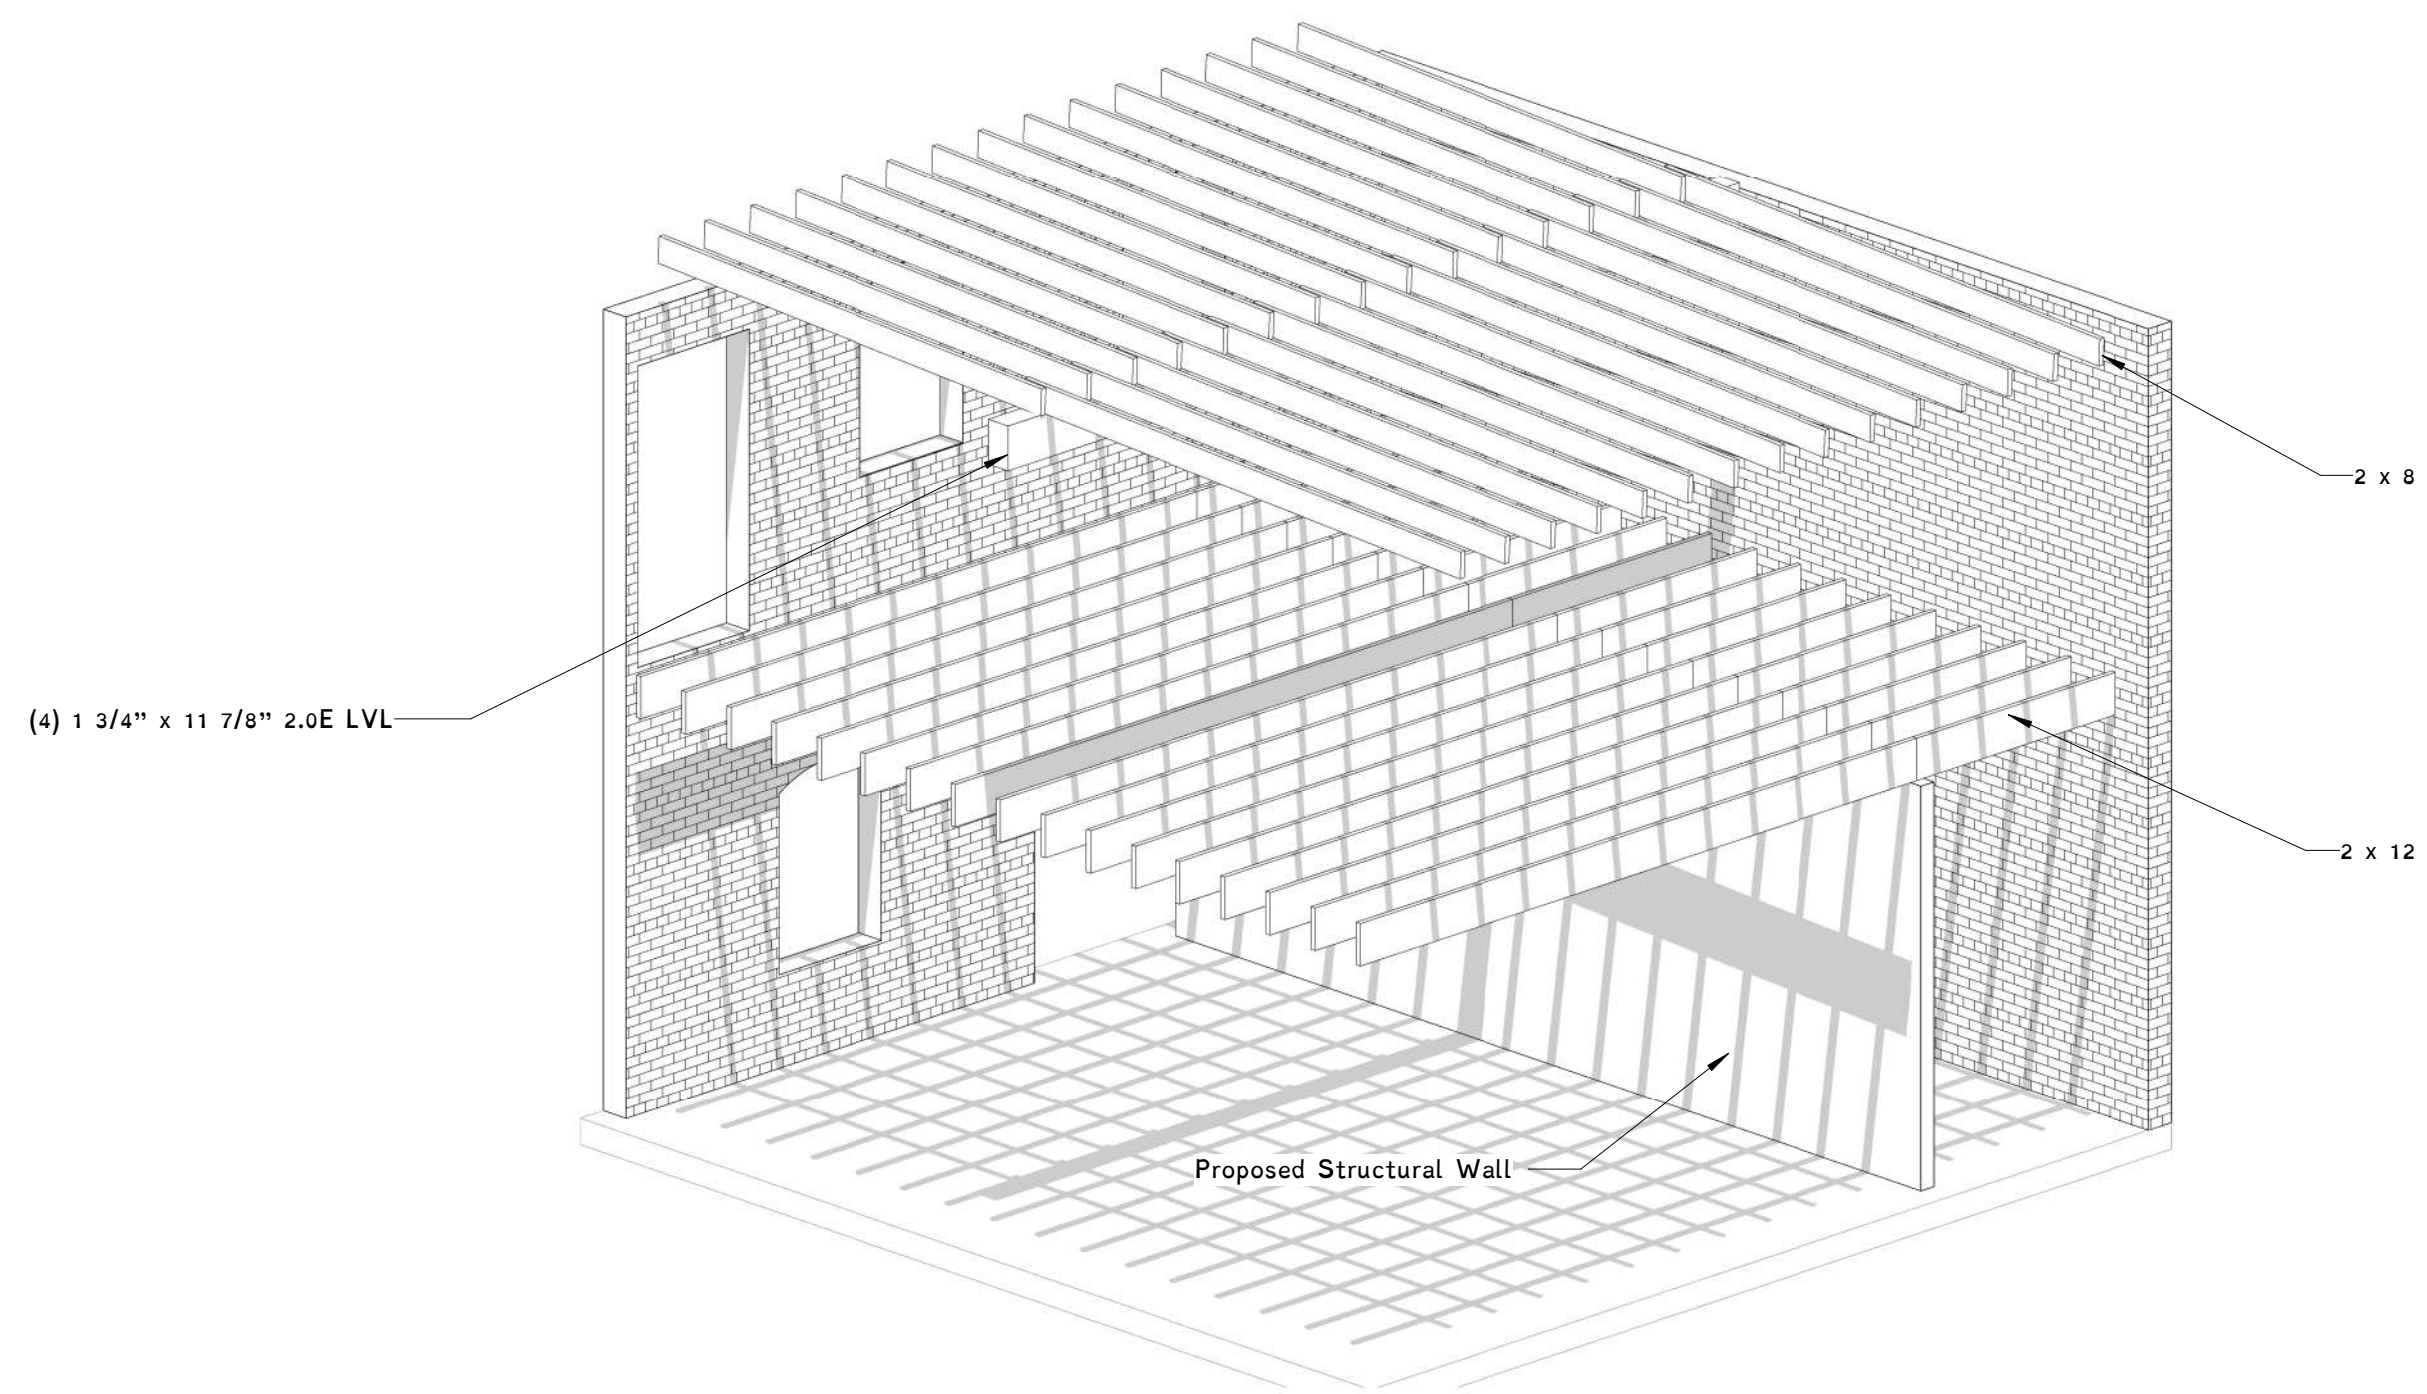 2 x 8
(4) 1 3/4” x 11 7/8” 2.0E LVL
2 x 12
Proposed Structural Wall